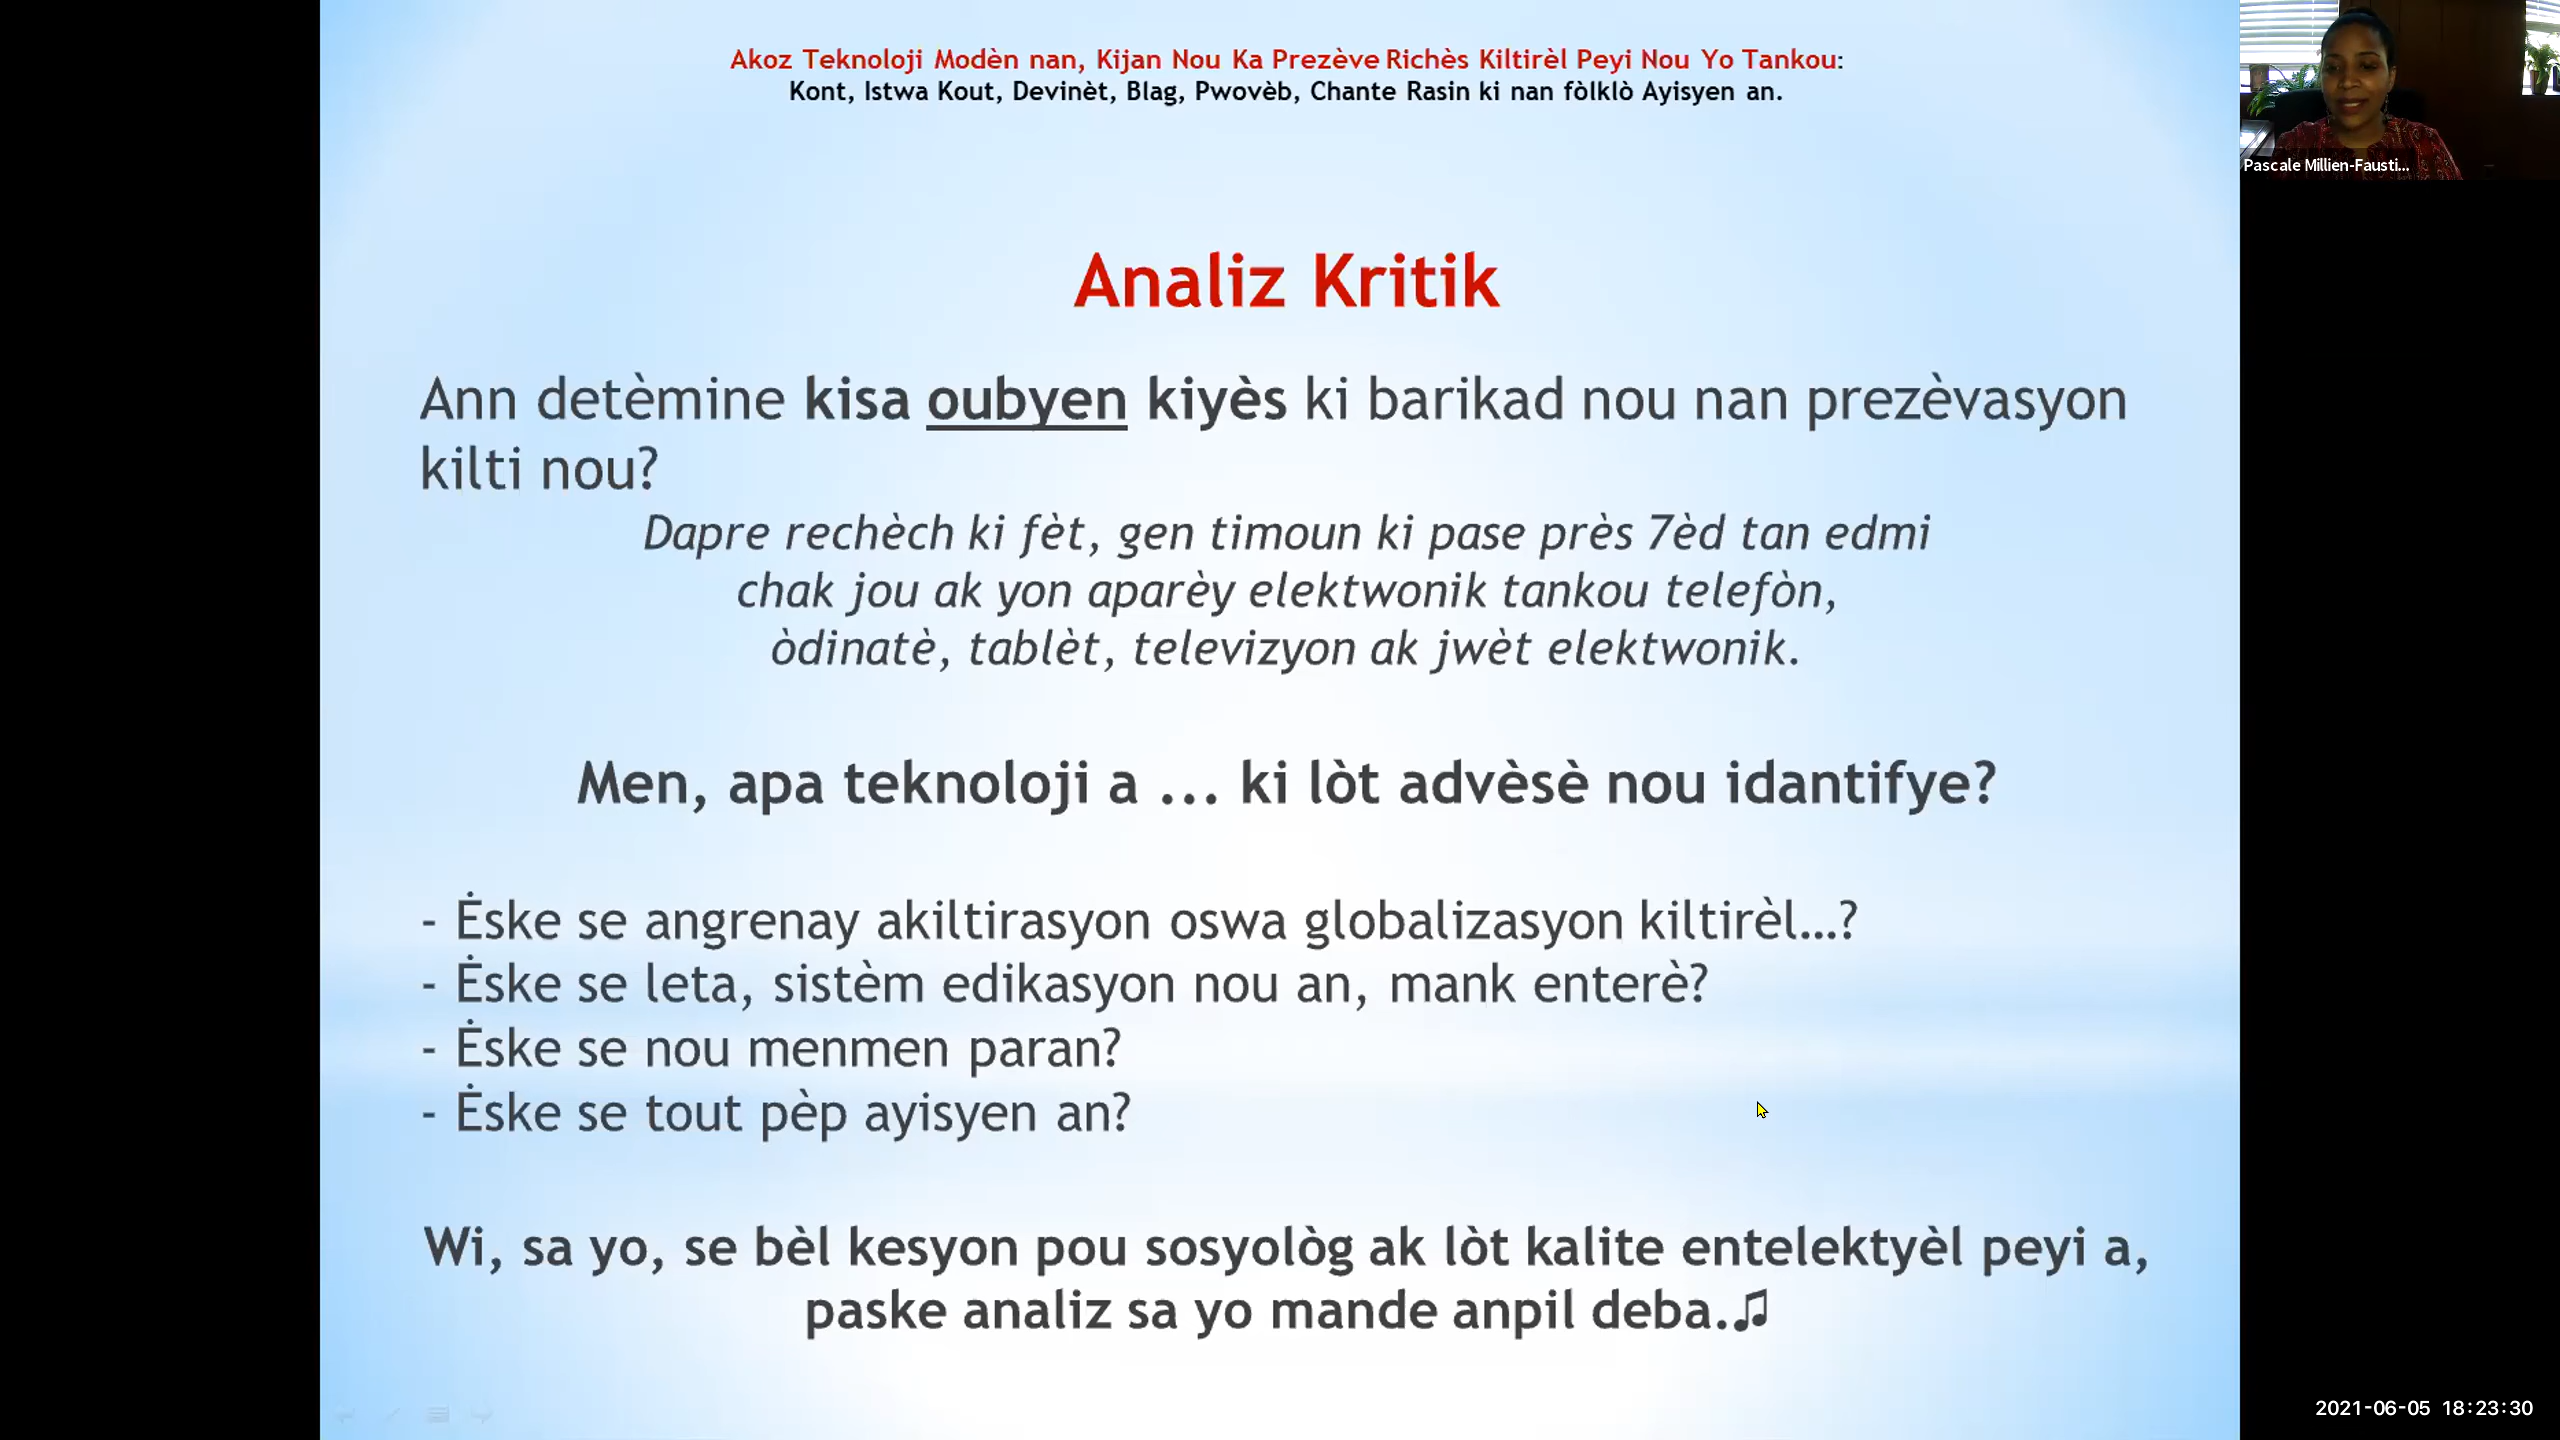 Akoz Teknoloji Modèn nan, Kijan Nou Ka Prezève Richès Kiltirèl Peyi Nou Yo Tankou:
Kont, Istwa Kout, Devinèt, Blag, Pwovèb, Chante Rasin ki nan fòlklò Ayisyen an.
Pascale Millien-Fausti...
Analiz Kritik
Ann detèmine kisa oubyen kiyès ki barikad nou nan prezèvasyon
kilti nou?
Dapre rechèch ki fèt, gen timoun ki pase près 7èd tan edmi
chak jou ak yon aparèy elektwonik tankou telefòn,
òdinatè, tablèt, televizyon ak jwèt elektwonik.
Men, apa teknoloji a ... ki lòt advèsè nou idantifye?
- Ėske se angrenay akiltirasyon oswa globalizasyon kiltirèl...?
- Ėske se leta, sistèm edikasyon nou an, mank enterè?
- Ėske se nou menmen paran?
- Ėske se tout pèp ayisyen an?
Wi, sa yo, se bèl kesyon pou sosyològ ak lòt kalite entelektyèl peyi a,
paske analiz sa yo mande anpil deba.♫
2021-06-05 18:23:30